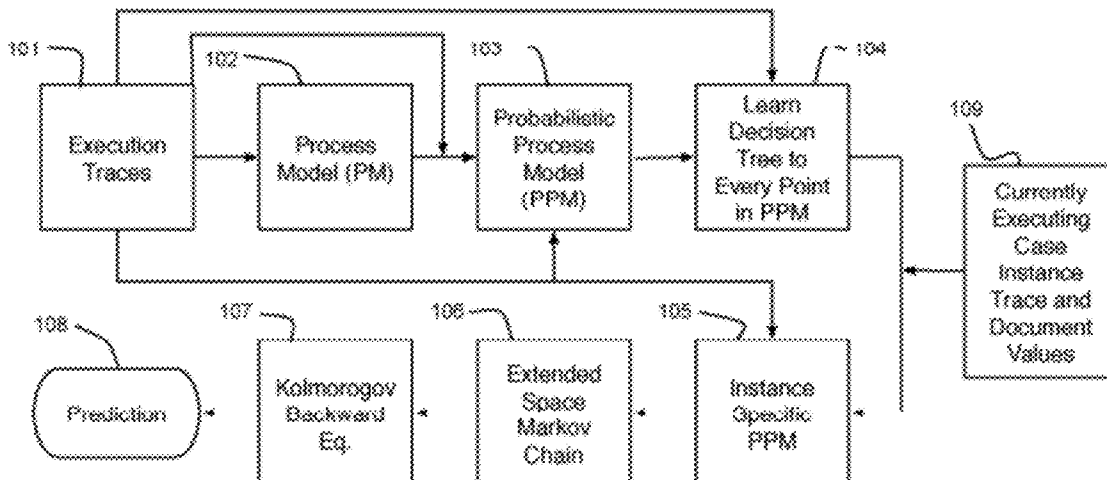 101
Execution
Traces
102
Process
Model (PM)
103
Probabilistic
Process
Model
(PPM)
104
Learn
Decision
Tree to
Every Point
in PPM
109
Currently
Executing
Case
Instance
Trace and
Document
Values
108
Prediction
107
Kolmorogov
Backward
Eq.
106
Extended
Space
Markov
Chain
105
Instance
Specific
PPM